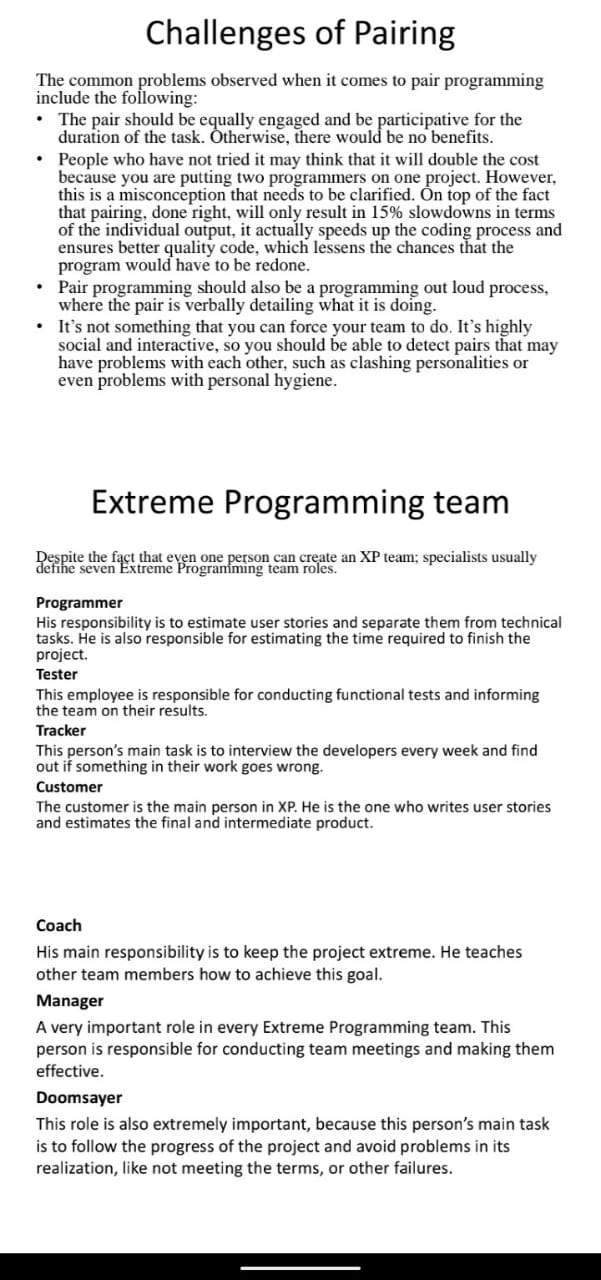 Challenges of Pairing
The common problems observed when it comes to pair programming
include the following:
• The pair should be equally engaged and be participative for the
duration of the task. Otherwise, there would be no benefits.
• People who have not tried it may think that it will double the cost
because you are putting two programmers on one project. However,
this is a misconception that needs to be clarified. On top of the fact
that pairing, done right, will only result in 15% slowdowns in terms
of the individual output, it actually speeds up the coding process and
ensures better quality code, which lessens the chances that the
program would have to be redone.
• Pair programming should also be a programming out loud process,
where the pair is verbally detailing what it is doing.
• It’s not something that you can force your team to do. It’s highly
social and interactive, so you should be able to detect pairs that may
have problems with each other, such as clashing personalities or
even problems with personal hygiene.
Extreme Programming team
Despite the fact that even one person can create an XP team; specialists usually
define seven Extreme Programming team roles.
Programmer
His responsibility is to estimate user stories and separate them from technical
tasks. He is also responsible for estimating the time required to finish the
project.
Tester
This employee is responsible for conducting functional tests and informing
the team on their results.
Tracker
This person’s main task is to interview the developers every week and find
out if something in their work goes wrong.
Customer
The customer is the main person in XP. He is the one who writes user stories
and estimates the final and intermediate product.
Coach
His main responsibility is to keep the project extreme. He teaches
other team members how to achieve this goal.
Manager
A very important role in every Extreme Programming team. This
person is responsible for conducting team meetings and making them
effective.
Doomsayer
This role is also extremely important, because this person’s main task
is to follow the progress of the project and avoid problems in its
realization, like not meeting the terms, or other failures.